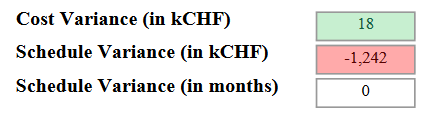 Cost Variance (in kCHF) 18
Schedule Variance (in kCHF) -1,242
Schedule Variance (in months) 0